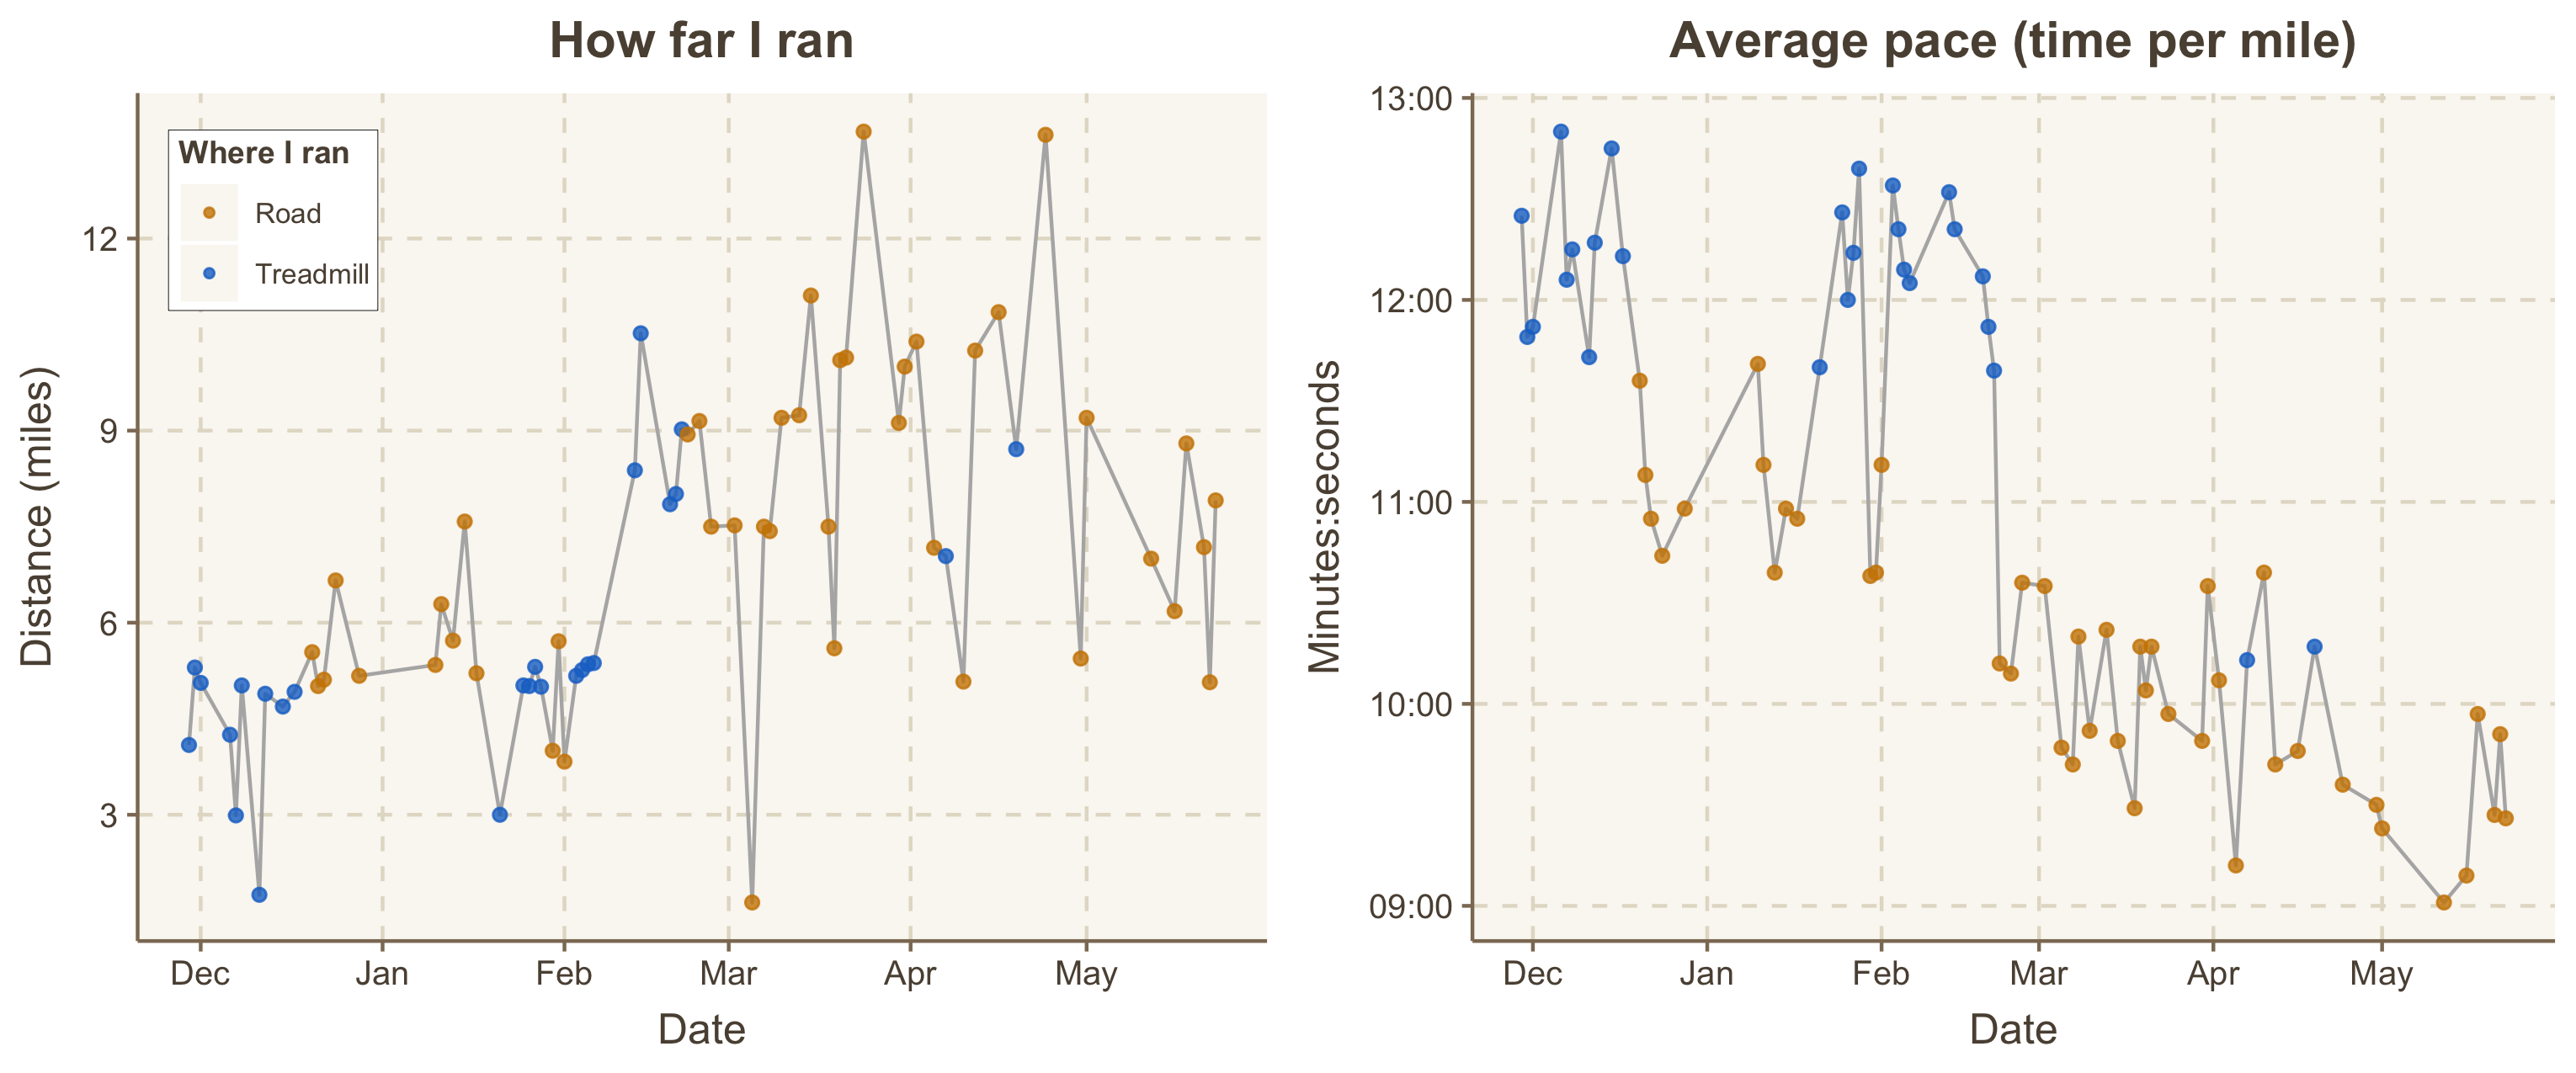 How far I ran
Where I ran
Road
Treadmill
12
9
6
3
Distance (miles)
Dec
Jan
Feb
Mar
Apr
May
Date
Average pace (time per mile)
13:00
12:00
11:00
10:00
09:00
Minutes:seconds
Dec
Jan
Feb
Mar
Apr
May
Date